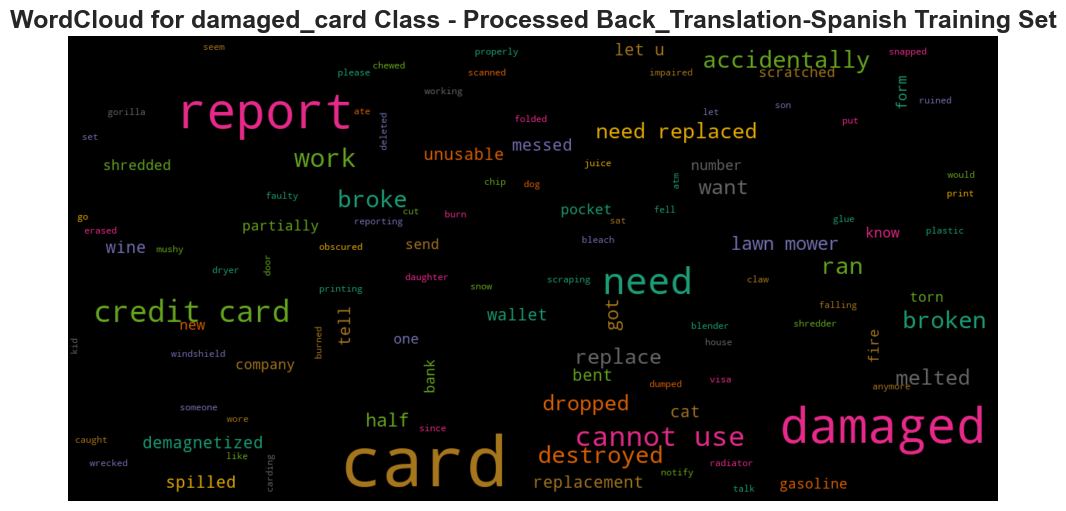 WordCloud for damaged_card Class - Processed Back_Translation-Spanish Training Set
seem
properly
let u
snapped
accidentally
chewed
please
scanned
impaired
scratched
working
form
report
ate
gorilla
deleted
folded
let
son
put
ruined
set
work
unusable
messed
need replaced
shredded
juice
number
chip
dog
atm
want
would
print
faulty
broke
cut
burn
pocket
fell
go
erased
partially
reporting
sat
glue
know
plastic
wine
mushy
obscured
send
bleach
lawn mower
dryer
door
daughter
scraping
need
claw
ran
printing
snow
torn
credit card
new
tell
wallet
got
falling
blender
shredder
broken
kid
windshield
burned
one
house
replace
fire
company
bank
bent
dumped
visa
anymore
melted
someone
wore
half
since
dropped
cat
damaged
caught
demagnetized
card
cannot use
wrecked
like
carding
destroyed
notify
radiator
spilled
replacement
talk
gasoline